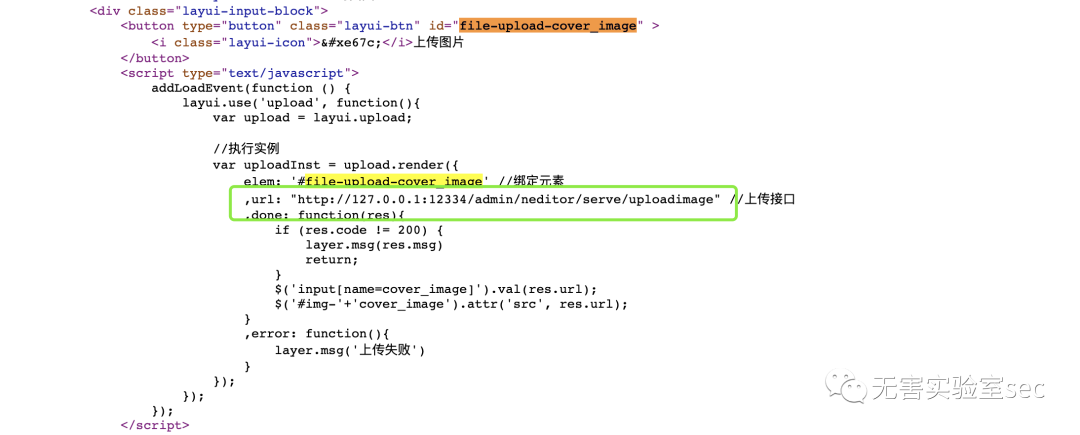 <div class="layui-input-block">
<button type="button" class="layui-btn" id="file-upload-cover_image" >
<i class="layui-icon">&#xe67c;</i>上传图片
</button>
<script type="text/javascript">
addLoadEvent(function () {
layui.use('upload', function(){
var upload = layui.upload;
//执行实例
var uploadInst = upload.render({
elem: '#file-upload-cover_image' //绑定元素
,url: "http://127.0.0.1:12334/admin/neditor/serve/uploadimage" //上传接口
,done: function(res){
if (res.code != 200) {
layer.msg(res.msg)
return;
}
$('input[name=cover_image]').val(res.url);
$('#img-'+'cover_image').attr('src', res.url);
}
,error: function(){
layer.msg('上传失败')
}
});
});
});
</script>
无害实验室sec